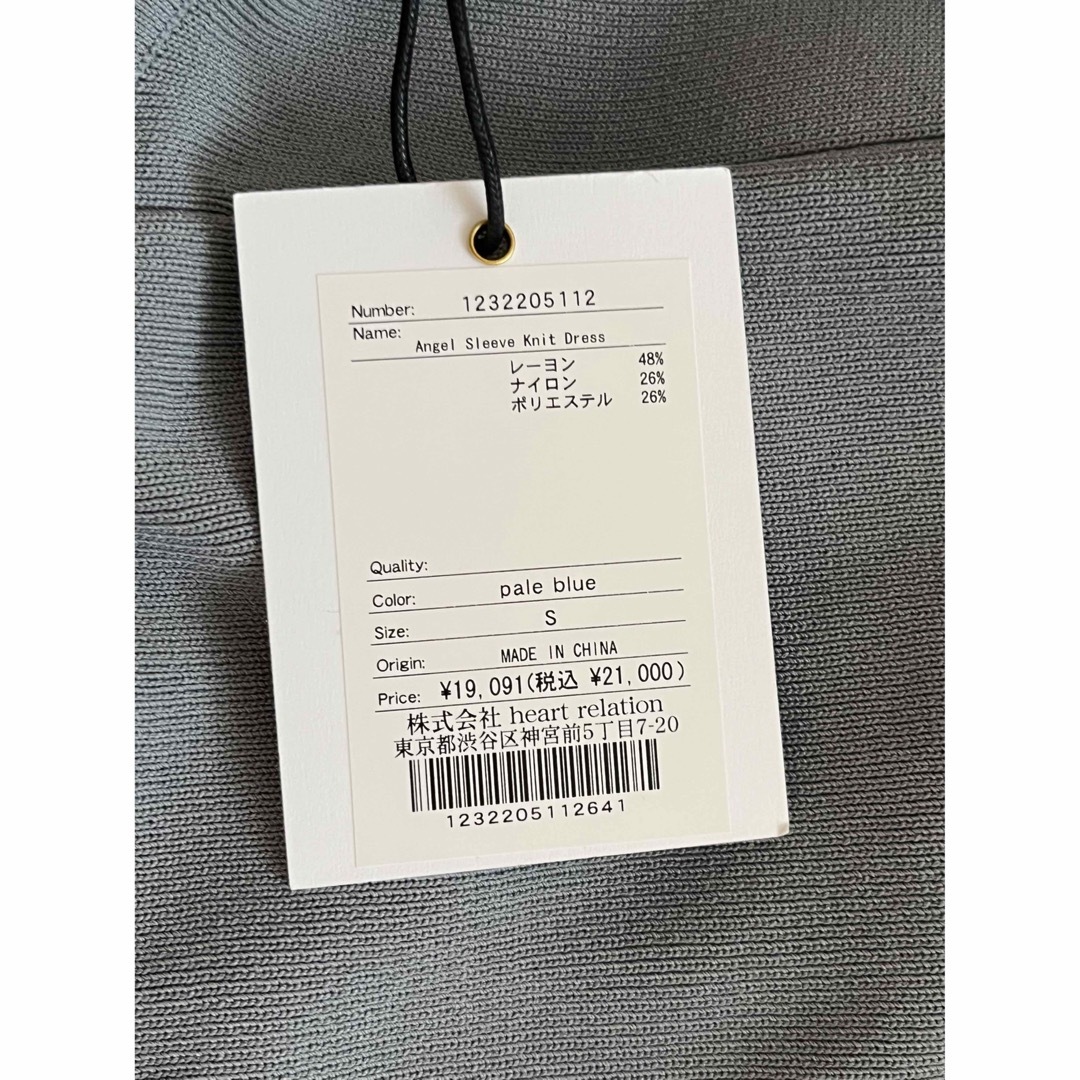 Number: 1232205112
Name: Angel Sleeve Knit Dress
レーヨン 48%
ナイロン 26%
ポリエステル 26%
Quality:
Color: pale blue
Size: S
Origin: MADE IN CHINA
Price: ¥19,091(税込 ¥21,000)
株式会社 heart relation
東京都渋谷区神宮前5丁目7-20
1232205112641